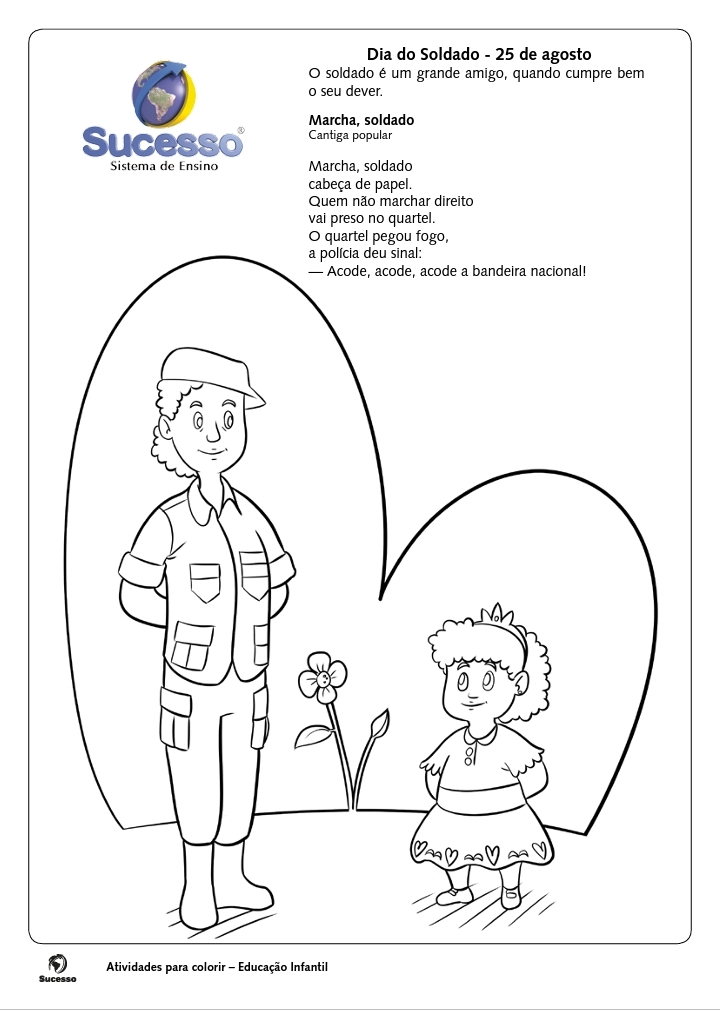 Sucesso®
Sistema de Ensino
Dia do Soldado - 25 de agosto
O soldado é um grande amigo, quando cumpre bem
o seu dever.
Marcha, soldado
Cantiga popular
Marcha, soldado
cabeça de papel.
Quem não marchar direito
vai preso no quartel.
O quartel pegou fogo,
a polícia deu sinal:
— Acode, acode, acode a bandeira nacional!
Sucesso
Atividades para colorir – Educação Infantil